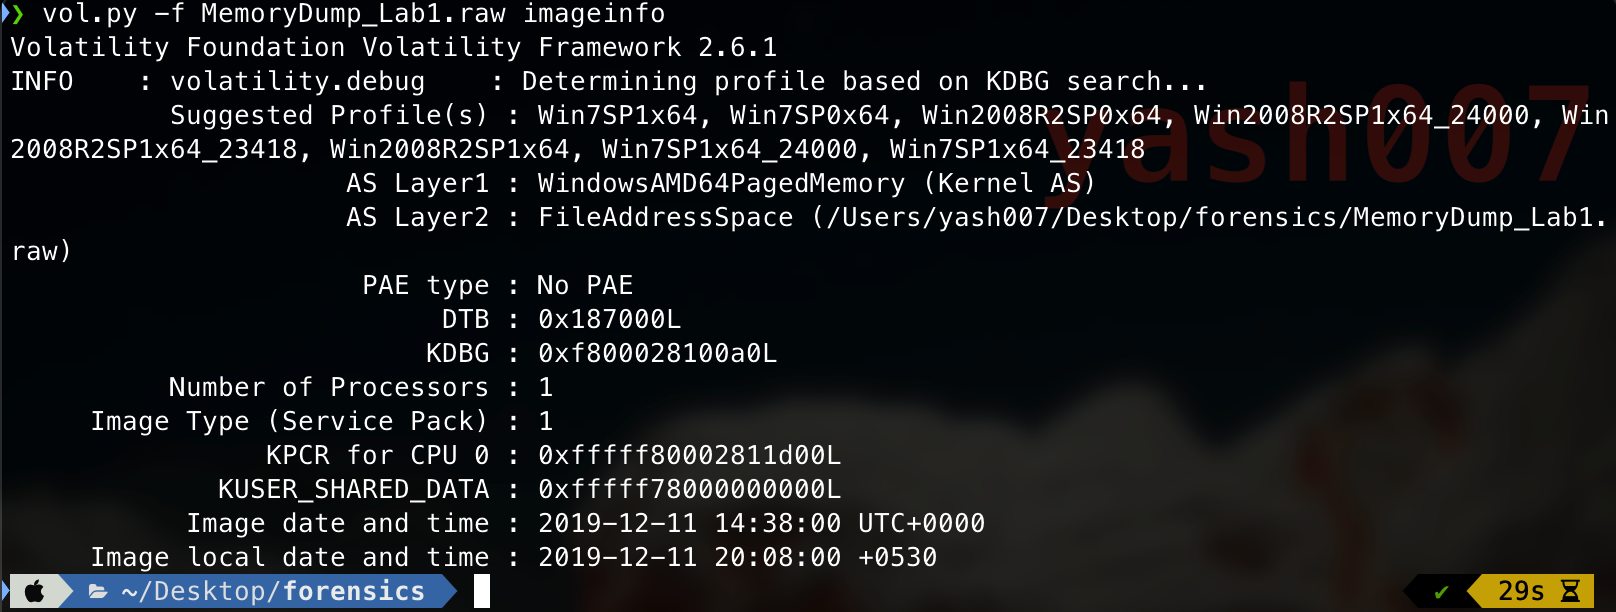 ❯ vol.py -f MemoryDump_Lab1.raw imageinfo
Volatility Foundation Volatility Framework 2.6.1
INFO    : volatility.debug    : Determining profile based on KDBG search...
          Suggested Profile(s) : Win7SP1x64, Win7SP0x64, Win2008R2SP0x64, Win2008R2SP1x64_24000, Win
2008R2SP1x64_23418, Win2008R2SP1x64, Win7SP1x64_24000, Win7SP1x64_23418
                     AS Layer1 : WindowsAMD64PagedMemory (Kernel AS)
                     AS Layer2 : FileAddressSpace (/Users/yash007/Desktop/forensics/MemoryDump_Lab1.
raw)
                      PAE type : No PAE
                           DTB : 0x187000L
                          KDBG : 0xf800028100a0L
          Number of Processors : 1
     Image Type (Service Pack) : 1
                KPCR for CPU 0 : 0xfffff80002811d00L
             KUSER_SHARED_DATA : 0xfffff78000000000L
           Image date and time : 2019-12-11 14:38:00 UTC+0000
     Image local date and time : 2019-12-11 20:08:00 +0530
~/Desktop/forensics ✔ 29s
yash007